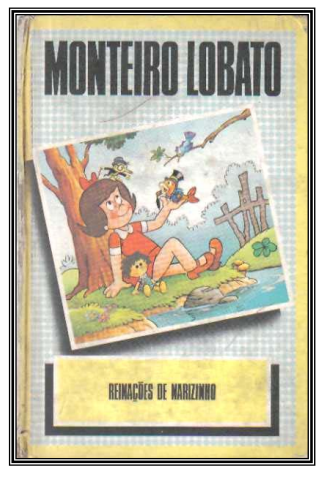 MONTEIRO LOBATO
REINAÇÕES DE NARIZINHO